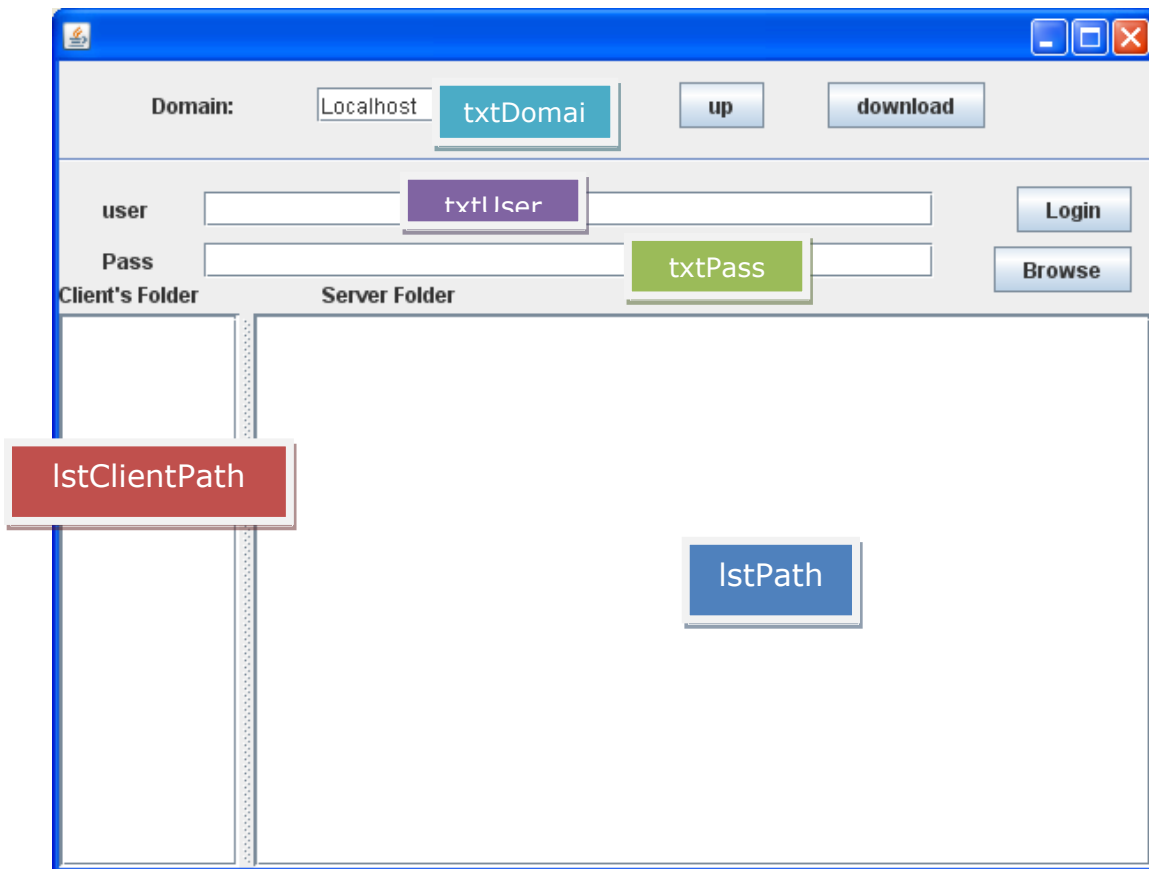 Domain:
Localhost
txtDomai
up
download
user
txtUser
Login
Pass
txtPass
Browse
Client's Folder
Server Folder
lstClientPath
lstPath